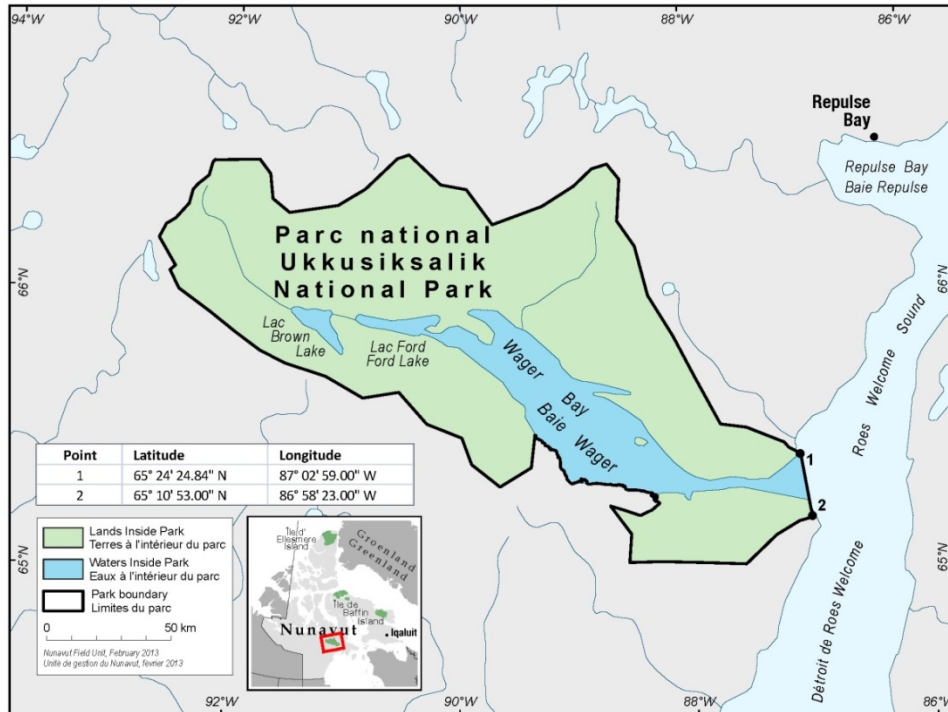 94°W 92°W 90°W 88°W 86°W
Repulse
Bay
Repulse Bay
Baie Repulse
66°N
66°N
Parc national
Ukkusiksalik
National Park
Lac
Brown
Lake
Lac Ford
Ford Lake
Wager Bay
Baie Wager
Roes Welcome Sound
Détroit de Roes Welcome
1
2
Point Latitude Longitude
1 65° 24' 24.84" N 87° 02' 59.00" W
2 65° 10' 53.00" N 86° 58' 23.00" W
65°N
65°N
Lands Inside Park
Terres à l'intérieur du parc
Waters Inside Park
Eaux à l'intérieur du parc
Park boundary
Limites du parc
0 50 km
Nunavut Field Unit, February 2013
Unité de gestion du Nunavut, février 2013
Île d'
Ellesmere
Island
Groenland
Greenland
Île de
Baffin
Island
Nunavut
Iqaluit
92°W 90°W 88°W 86°W